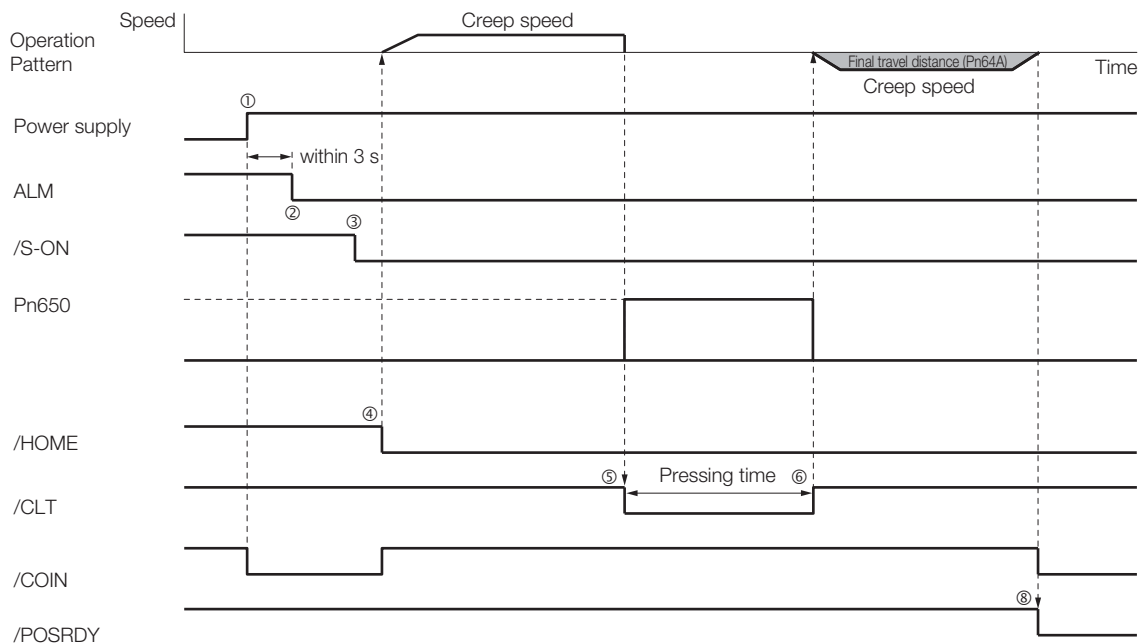 Speed
Creep speed
Operation
Pattern
Final travel distance (Pn64A)
Time
Creep speed
①
Power supply
within 3 s
ALM
②
③
/S-ON
Pn650
④
/HOME
⑤ Pressing time ⑥
/CLT
/COIN
⑧
/POSRDY